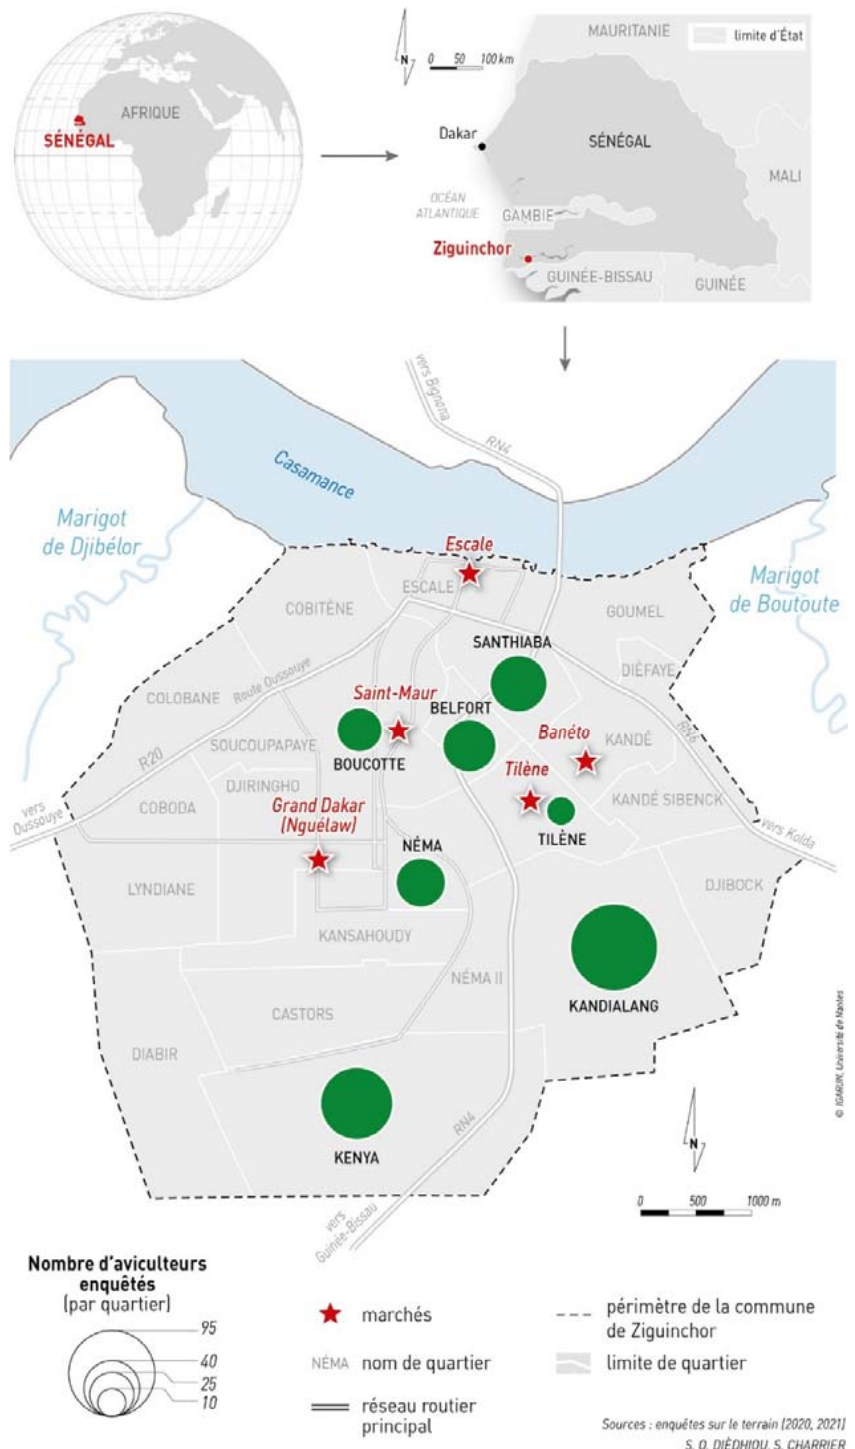 AFRIQUE
SÉNÉGAL
N
0 50 100 km
MAURITANIE
limite d'État
Dakar
SÉNÉGAL
MALI
OCÉAN
ATLANTIQUE
GAMBIE
Ziguinchor
GUINÉE-BISSAU
GUINÉE
vers Bignona
RN4
Casamance
Marigot
de Djibélor
Escale
ESCALE
Marigot
de Boutoute
COBITÈNE
GOUMEL
SANTHIABA
DIÈFAYE
COLOBANE
Route Oussouye
Saint-Maur
BELFORT
Banéto
KANDÉ
RN6
R20
SOUCOUPAPAYE
BOUCOTTE
Tilène
DJIRINGHO
KANDÉ SIBENCK
COBODA
vers
Oussouye
Grand Dakar
(Nguélaw)
TILÈNE
NÉMA
vers Kolda
LYNDIANE
DJIBOCK
KANSAHOUDY
NÉMA II
KANDIALANG
CASTORS
DIABIR
KENYA
RN4
vers
Guinée-Bissau
N
0 500 1000 m
© IGARUN, Université de Nantes
Nombre d'aviculteurs
enquêtés
(par quartier)
95
40
25
10
marchés
NÉMA nom de quartier
réseau routier
principal
périmètre de la commune
de Ziguinchor
limite de quartier
Sources : enquêtes sur le terrain (2020, 2021)
S. O. DIÈDHIOU, S. CHARRIER